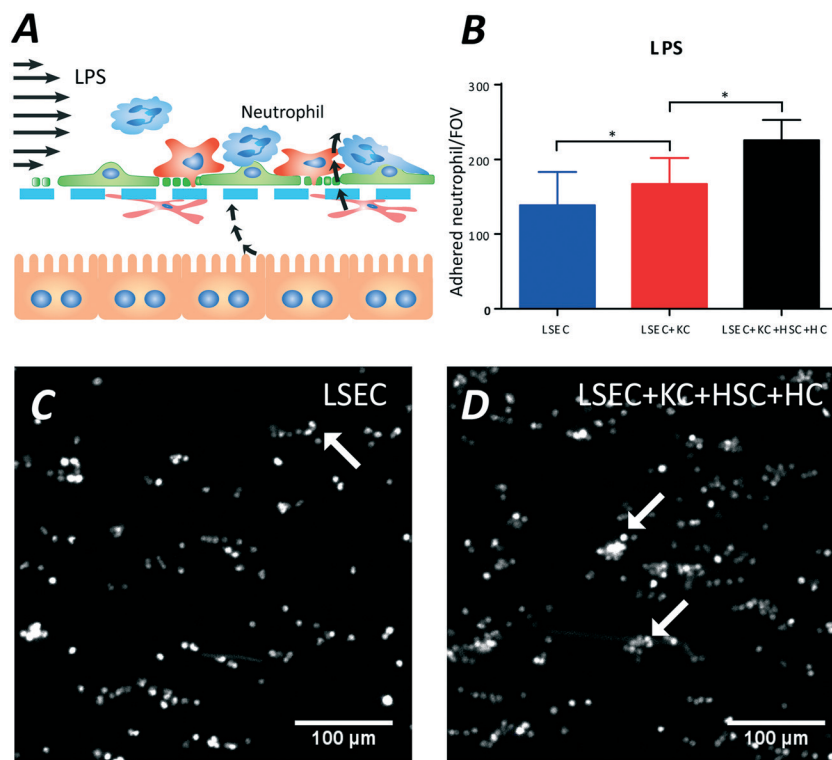 A
LPS
Neutrophil
B
LPS
Adhered neutrophil/FOV
300
200
100
0
*
*
LSEC
LSEC+KC
LSEC+KC+HSC+HC
C
LSEC
100 µm
D
LSEC+KC+HSC+HC
100 µm